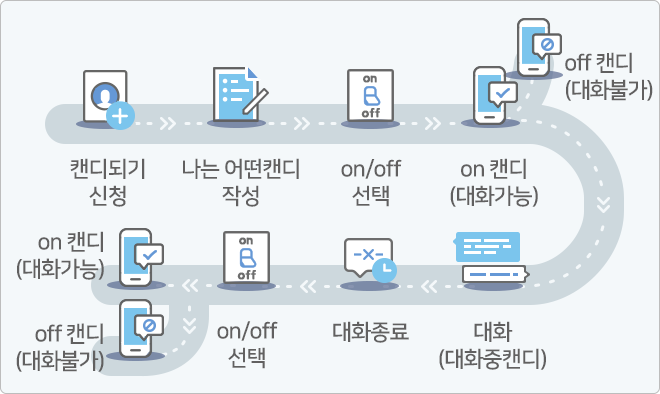 캔디되기
신청
나는 어떤캔디
작성
on
off
on/off
선택
on 캔디
(대화가능)
off 캔디
(대화불가)
대화
(대화중캔디)
대화종료
on
off
on/off
선택
on 캔디
(대화가능)
off 캔디
(대화불가)